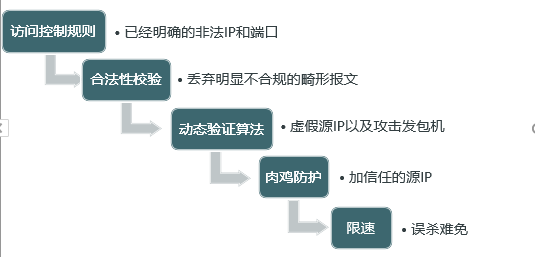 访问控制规则
• 已经明确的非法IP和端口
合法性校验
• 丢弃明显不合规的畸形报文
动态验证算法
• 虚假源IP以及攻击发包机
肉鸡防护
• 加信任的源IP
限速
• 误杀难免